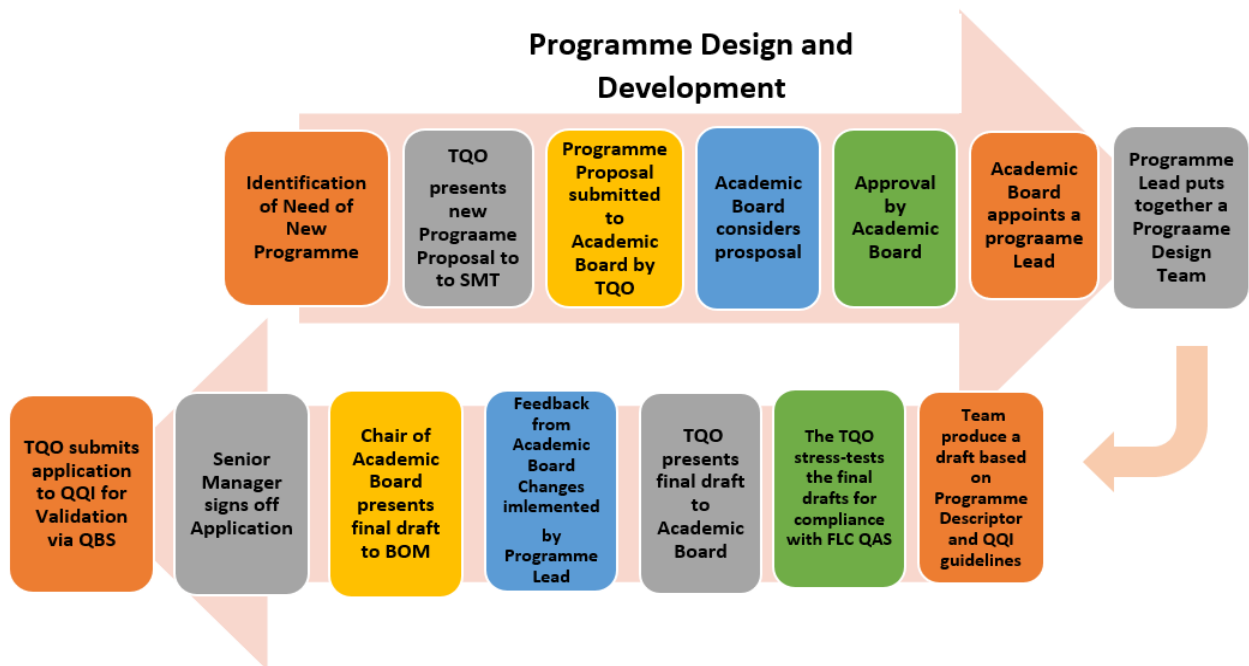 Programme Design and
Development
Identification
of Need of
New
Programme
TQO
presents
new
Prograame
Proposal to
to SMT
Programme
Proposal
submitted
to
Academic
Board by
TQO
Academic
Board
considers
prosposal
Approval
by
Academic
Board
Academic
Board
appoints a
prograame
Lead
Programme
Lead puts
together a
Prograame
Design
Team
Team
produce a
draft based
on
Programme
Descriptor
and QQI
guidelines
The TQO
stress-tests
the final
drafts for
compliance
with FLC QAS
TQO
presents
final draft
to
Academic
Board
Feedback
from
Academic
Board
Changes
imlemented
by
Programme
Lead
Chair of
Academic
Board
presents
final draft
to BOM
Senior
Manager
signs off
Application
TQO submits
application
to QQI for
Validation
via QBS